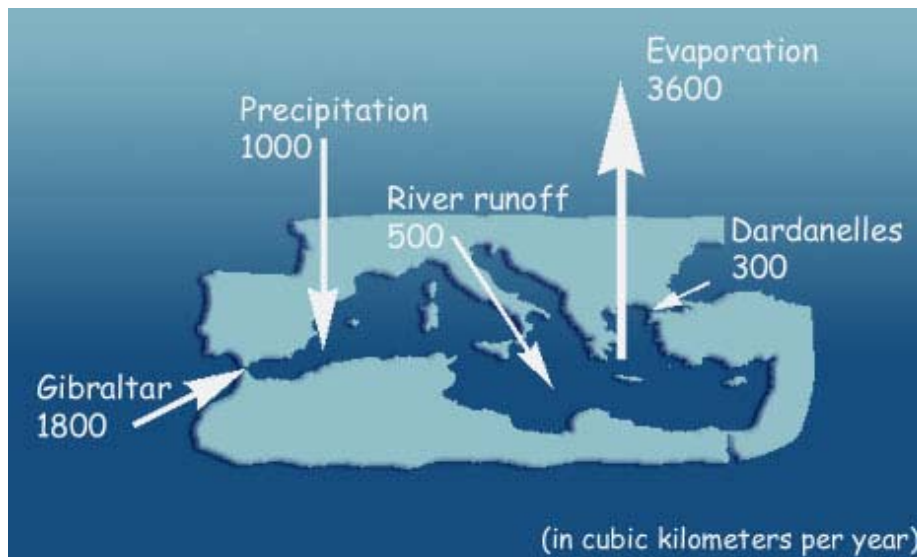 Evaporation
3600
Precipitation
1000
River runoff
500
Dardanelles
300
Gibraltar
1800
(in cubic kilometers per year)